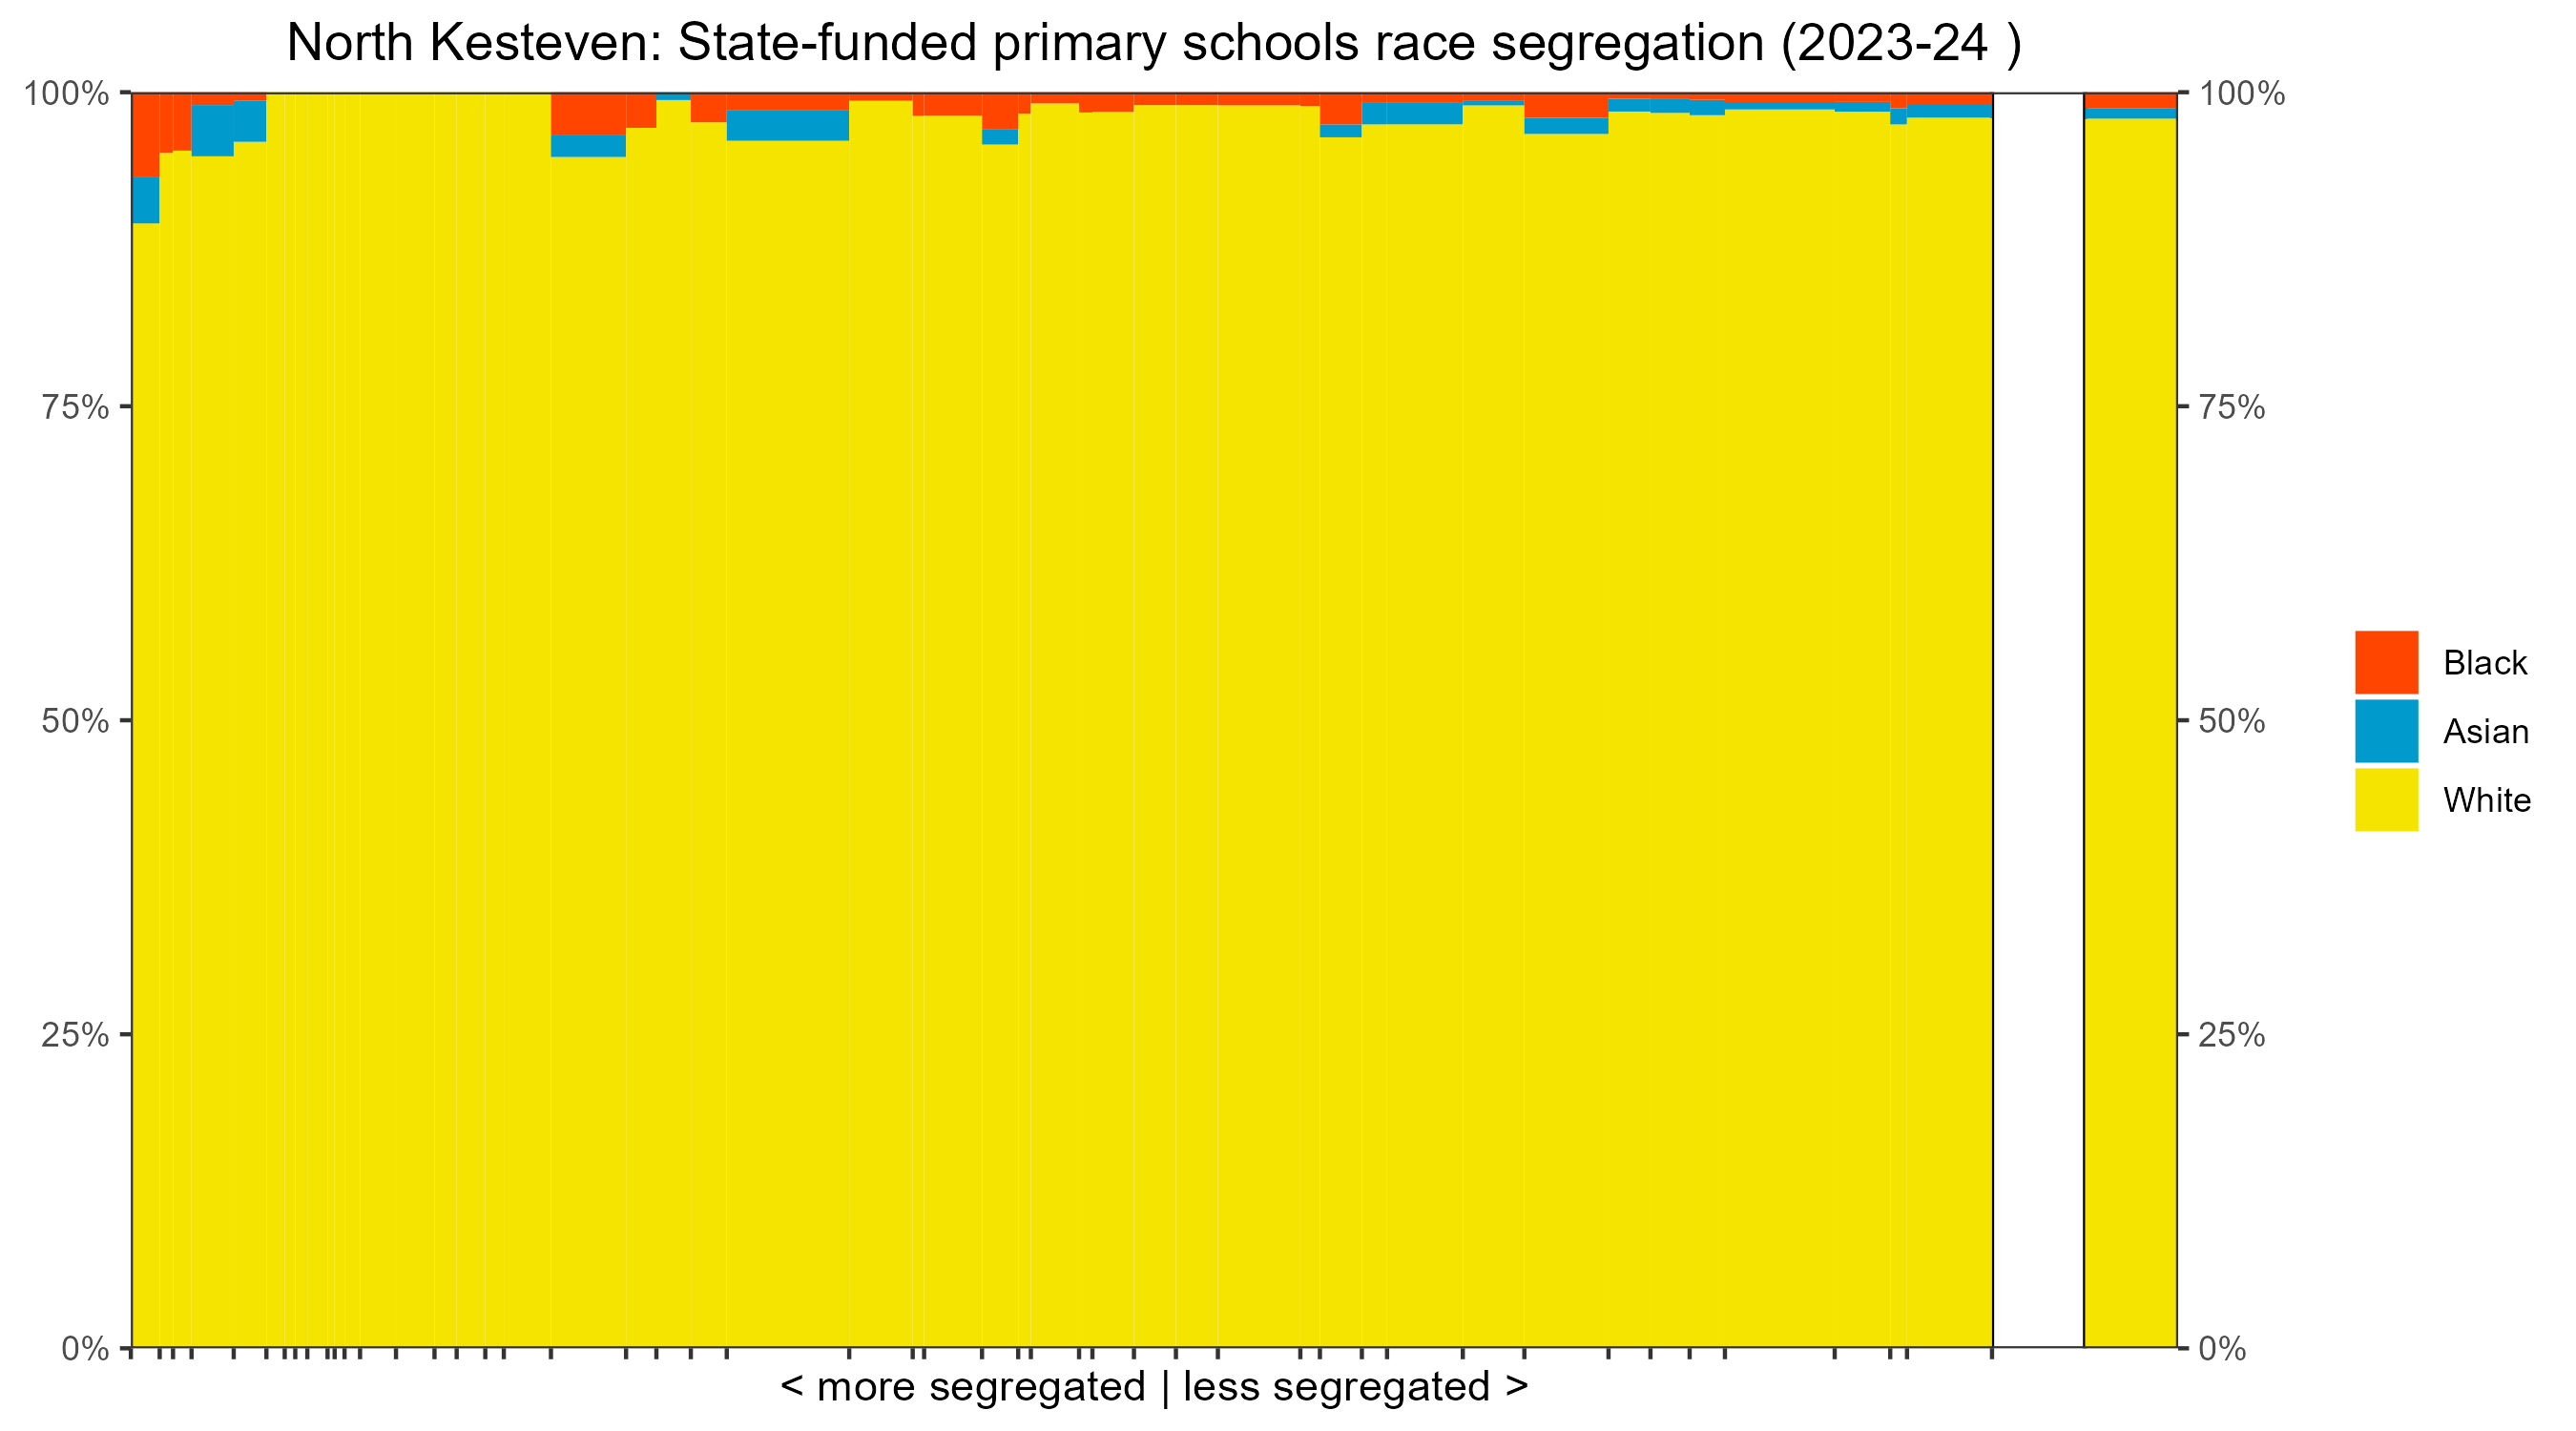 North Kesteven: State-funded primary schools race segregation (2023-24 )
100%
75%
50%
25%
0%
100%
75%
50%
25%
0%
Black
Asian
White
< more segregated | less segregated >